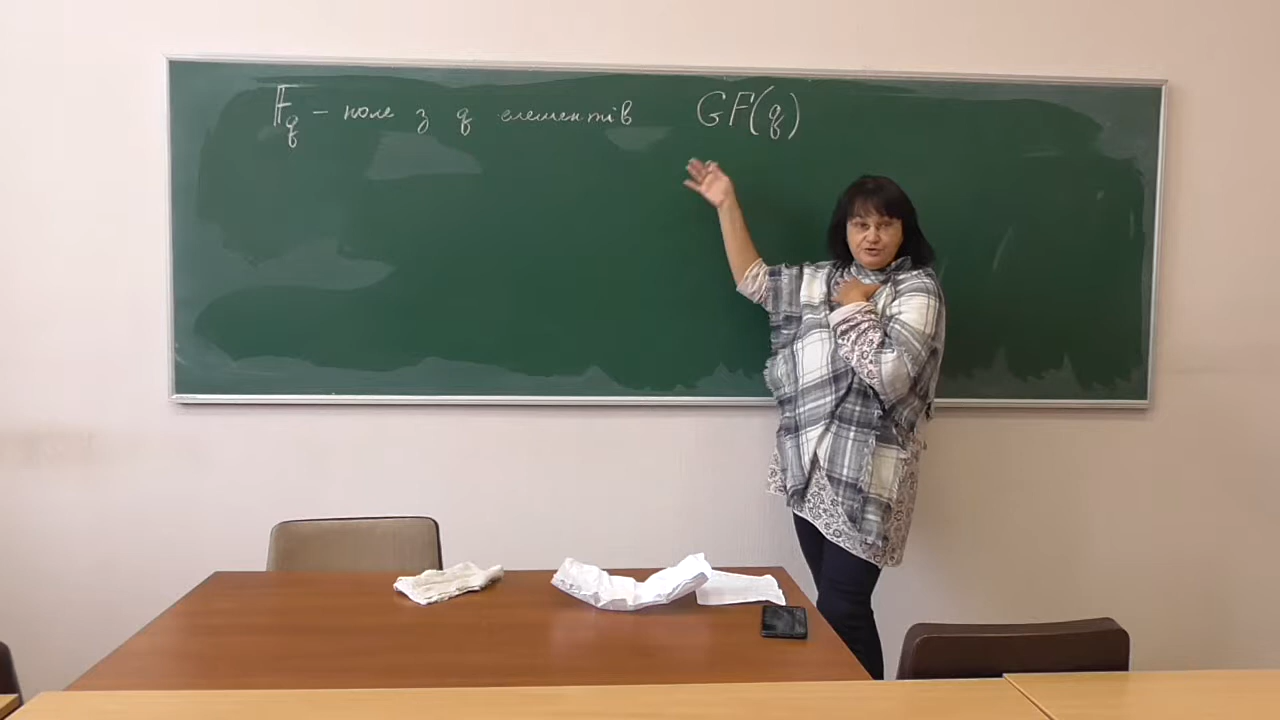 𝔽_q – поле з q елементів GF(q)